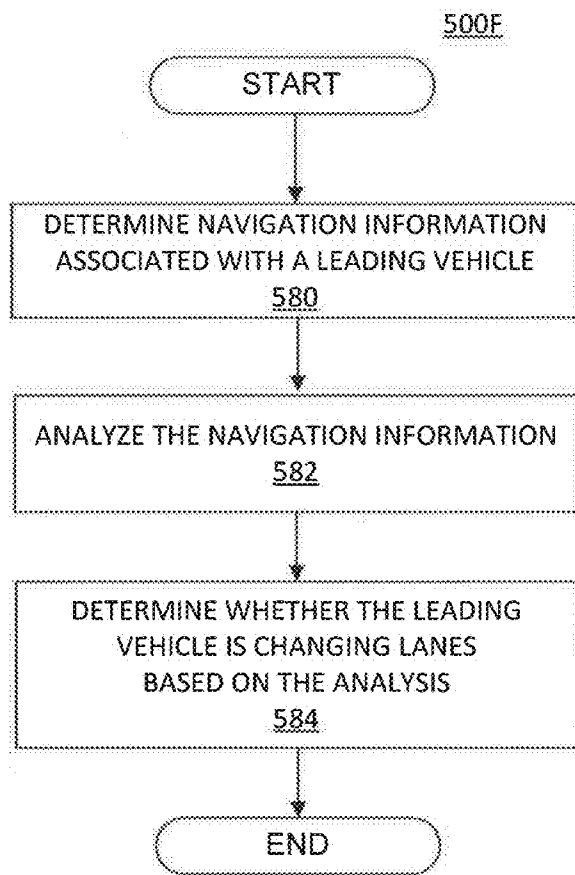 500F
START
DETERMINE NAVIGATION INFORMATION
ASSOCIATED WITH A LEADING VEHICLE
580
ANALYZE THE NAVIGATION INFORMATION
582
DETERMINE WHETHER THE LEADING
VEHICLE IS CHANGING LANES
BASED ON THE ANALYSIS
584
END